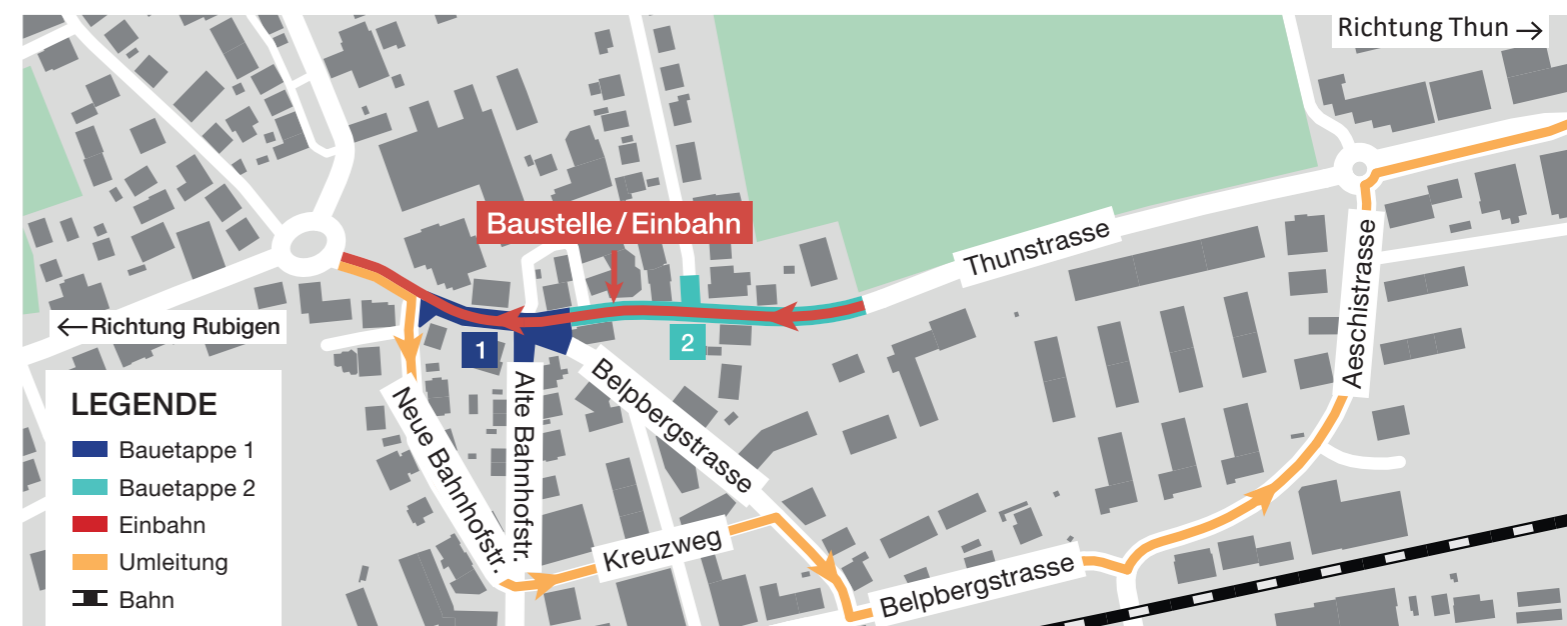 Richtung Thun →
Baustelle / Einbahn
Thunstrasse
Aeschistrasse
← Richtung Rubigen
1
2
Neue Bahnhofstr.
Alte Bahnhofstr.
Belpbergstrasse
Kreuzweg
Belpbergstrasse
LEGENDE
Bauetappe 1
Bauetappe 2
Einbahn
Umleitung
Bahn